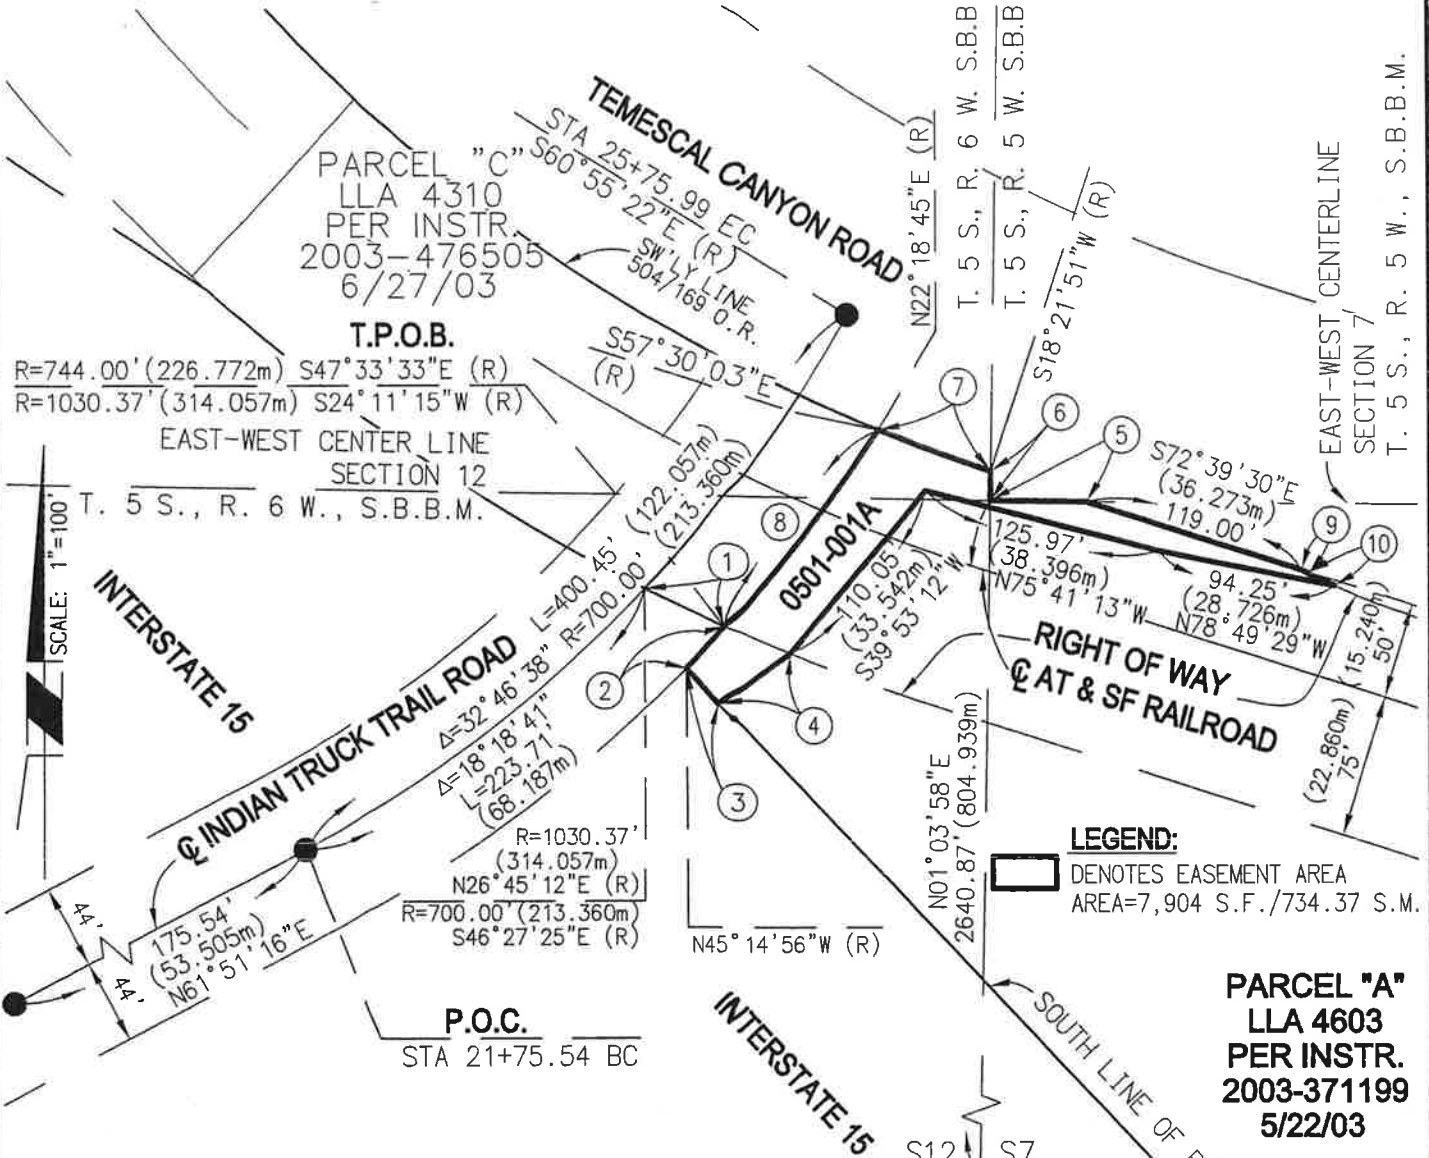 TEMESCAL CANYON ROAD
STA 25+75.99 EC
S60°55'22"E (R)
SW'LY LINE
504/169 O.R.
PARCEL "C"
LLA 4310
PER INSTR.
2003-476505
6/27/03
N22°18'45"E (R)
T. 5 S., R. 6 W. S.B.B
T. 5 S., R. 5 W. S.B.B
S18°21'51"W (R)
EAST-WEST CENTERLINE
SECTION 7
T. 5 S., R. 5 W., S.B.B.M.
T.P.O.B.
R=744.00'(226.772m) S47°33'33"E (R)
R=1030.37'(314.057m) S24°11'15"W (R)
S57°30'03"E
(R)
EAST-WEST CENTER LINE
SECTION 12
T. 5 S., R. 6 W., S.B.B.M.
SCALE: 1"=100'
7
6
5
8
9
10
1
2
3
4
S72°39'30"E
(36.273m)
119.00'
125.97'
(38.396m)
N75°41'13"W
94.25'
(28.726m)
N78°49'29"W
(15.240m)
50'
(22.860m)
75'
0501-001A
110.05'
(33.542m)
S39°53'12"W
L=400.45' (122.057m)
R=700.00' (213.360m)
Δ=32°46'38"
Δ=18°18'41"
L=223.71'
(68.187m)
INTERSTATE 15
℄ INDIAN TRUCK TRAIL ROAD
RIGHT OF WAY
℄ AT & SF RAILROAD
R=1030.37'
(314.057m)
N26°45'12"E (R)
R=700.00'(213.360m)
S46°27'25"E (R)
N45°14'56"W (R)
N01°03'58"E
2640.87'(804.939m)
LEGEND:
DENOTES EASEMENT AREA
AREA=7,904 S.F./734.37 S.M.
44'
44'
175.54'
(53.505m)
N61°51'16"E
P.O.C.
STA 21+75.54 BC
INTERSTATE 15
SOUTH LINE OF
PARCEL "A"
LLA 4603
PER INSTR.
2003-371199
5/22/03
S12 S7